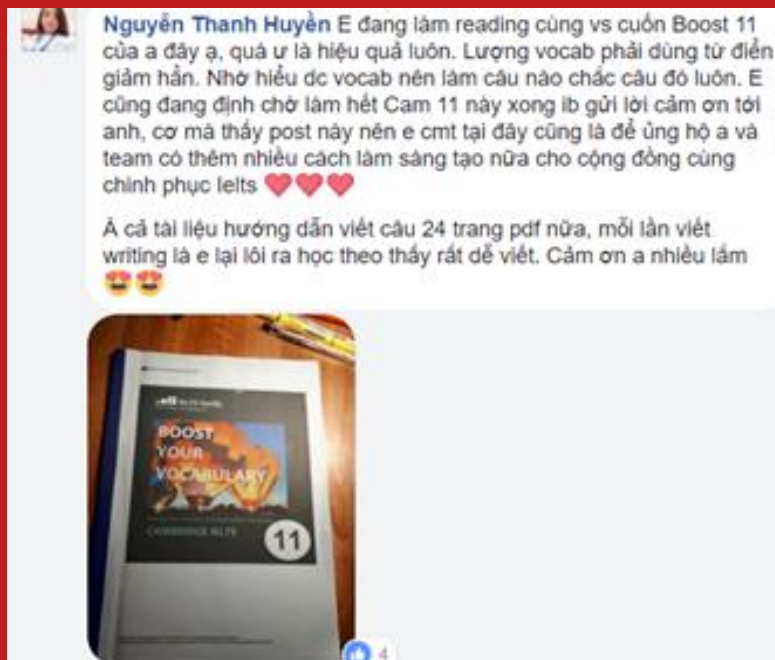 Nguyễn Thanh Huyền E đang làm reading cùng vs cuốn Boost 11
của a đây ạ, quả ư là hiệu quả luôn. Lượng vocab phải dùng từ điển
giảm hẳn. Nhờ hiểu dc vocab nên làm câu nào chắc câu đó luôn. E
cũng đang định chờ làm hết Cam 11 này xong ib gửi lời cảm ơn tới
anh, cơ mà thấy post này nên e cmt tại đây cũng là để ủng hộ a và
team có thêm nhiều cách làm sáng tạo nữa cho cộng đồng cùng
chinh phục Ielts ❤️❤️❤️
À cả tài liệu hướng dẫn viết câu 24 trang pdf nữa, mỗi lần viết
writing là e lại lôi ra học theo thấy rất dễ viết. Cảm ơn a nhiều lắm
😍😍
BOOST
YOUR
VOCABULARY
CAMBRIDGE IELTS
11
4